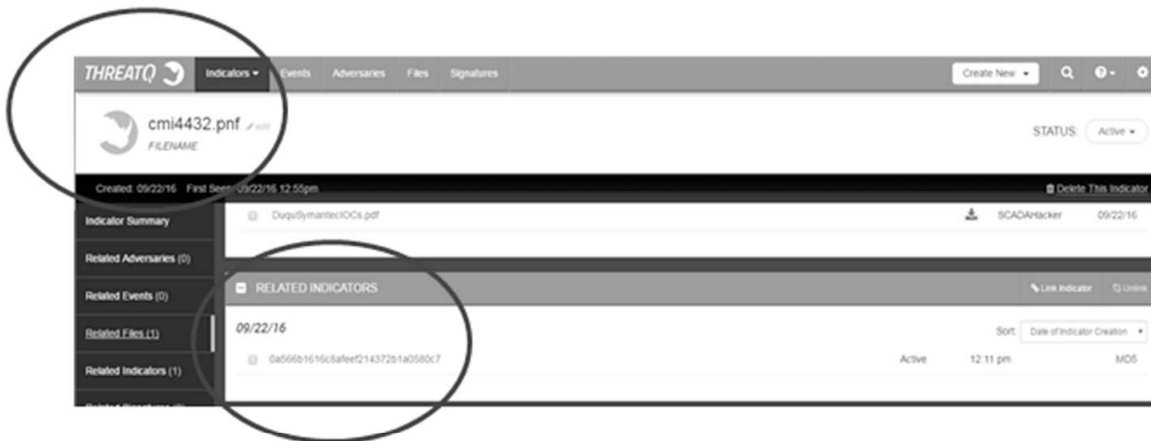 THREATQ Indicators Events Adversaries Files Signatures Create New
cmi4432.pnf edit
FILENAME
STATUS: Active
Created: 09/22/16 First Seen: 09/22/16 12:55pm Delete This Indicator
Indicator Summary
DuquSymantecIOCs.pdf SCADAHacker 09/22/16
Related Adversaries (0)
Related Events (0)
RELATED INDICATORS Link Indicator Unlink
Related Files (1)
09/22/16 Sort: Date of Indicator Creation
0a566b1616c8afeef214372b1a0580c7 Active 12:11 pm MD5
Related Indicators (1)